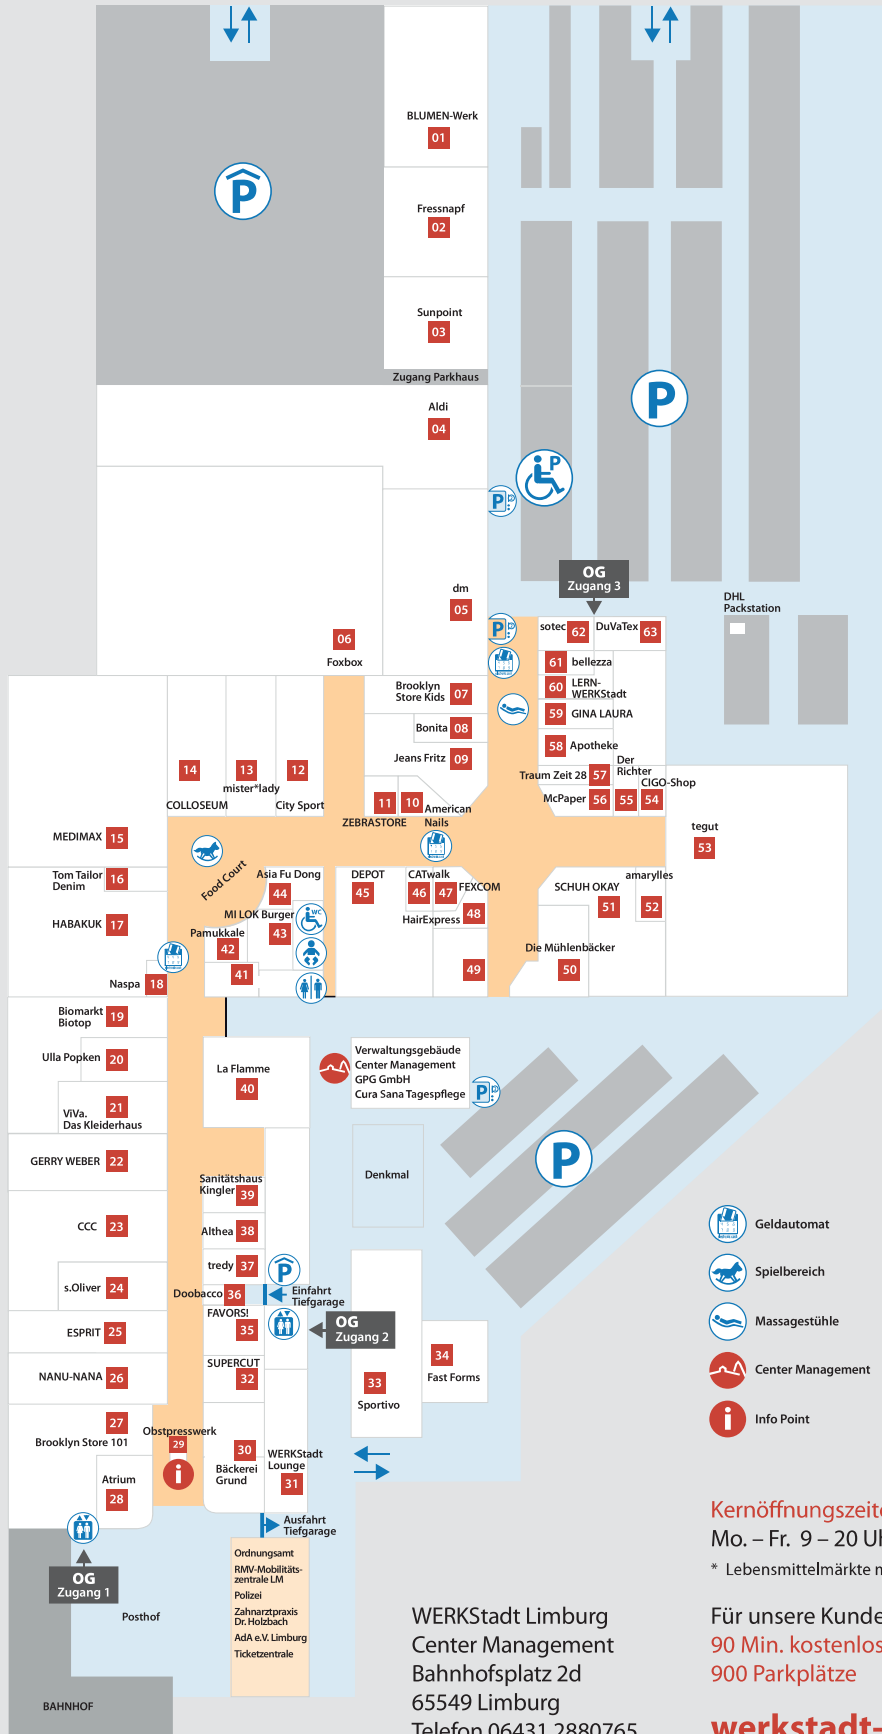 BLUMEN-Werk
01
Fressnapf
02
Sunpoint
03
Zugang Parkhaus
Aldi
04
P
P
P
P
OG
Zugang 3
DHL
Packstation
dm
05
06
Foxbox
P
sotec 62 DuVaTex 63
61 bellezza
60 LERN-
WERKStadt
59 GINA LAURA
58 Apotheke
Traum Zeit 28 57
Der
Richter
CIGO-Shop
McPaper 56 55 54
Brooklyn
Store Kids 07
Bonita 08
Jeans Fritz 09
14
COLLOSEUM
13
mister*lady
12
City Sport
11 10 American
Nails
ZEBRASTORE
tegut
53
MEDIMAX 15
Tom Tailor
Denim 16
HABAKUK 17
Naspa 18
Food Court
Asia Fu Dong
44
MI LOK Burger
43
Pamukkale
42
41
WC
DEPOT
45
CATwalk
46 47 FEXCOM
HairExpress 48
49
SCHUH OKAY
51
amarylles
52
Die Mühlenbäcker
50
Biomarkt
Biotop 19
Ulla Popken 20
21
ViVa.
Das Kleiderhaus
GERRY WEBER 22
CCC 23
s.Oliver 24
ESPRIT 25
NANU-NANA 26
27
Brooklyn Store 101
Atrium
28
La Flamme
40
Verwaltungsgebäude
Center Management
GPG GmbH
Cura Sana Tagespflege
P
Denkmal
P
Sanitätshaus
Kingler 39
Althea 38
tredy 37
P
Doobacco 36
Einfahrt
Tiefgarage
FAVORS!
35
OG
Zugang 2
SUPERCUT
32
33
Sportivo
34
Fast Forms
Obstpresswerk
29
i
30
Bäckerei
Grund
WERKStadt
Lounge
31
Ausfahrt
Tiefgarage
OG
Zugang 1
Posthof
BAHNHOF
Ordnungsamt
RMV-Mobilitäts-
zentrale LM
Polizei
Zahnarztpraxis
Dr. Holzbach
AdA e.V. Limburg
Ticketzentrale
Geldautomat
Spielbereich
Massagestühle
Center Management
i Info Point
WERKStadt Limburg
Center Management
Bahnhofsplatz 2d
65549 Limburg
Telefon 06431 2880765
Kernöffnungszeite
Mo. – Fr. 9 – 20 Uh
* Lebensmittelmärkte
Für unsere Kunde
90 Min. kostenlos
900 Parkplätze
werkstadt-